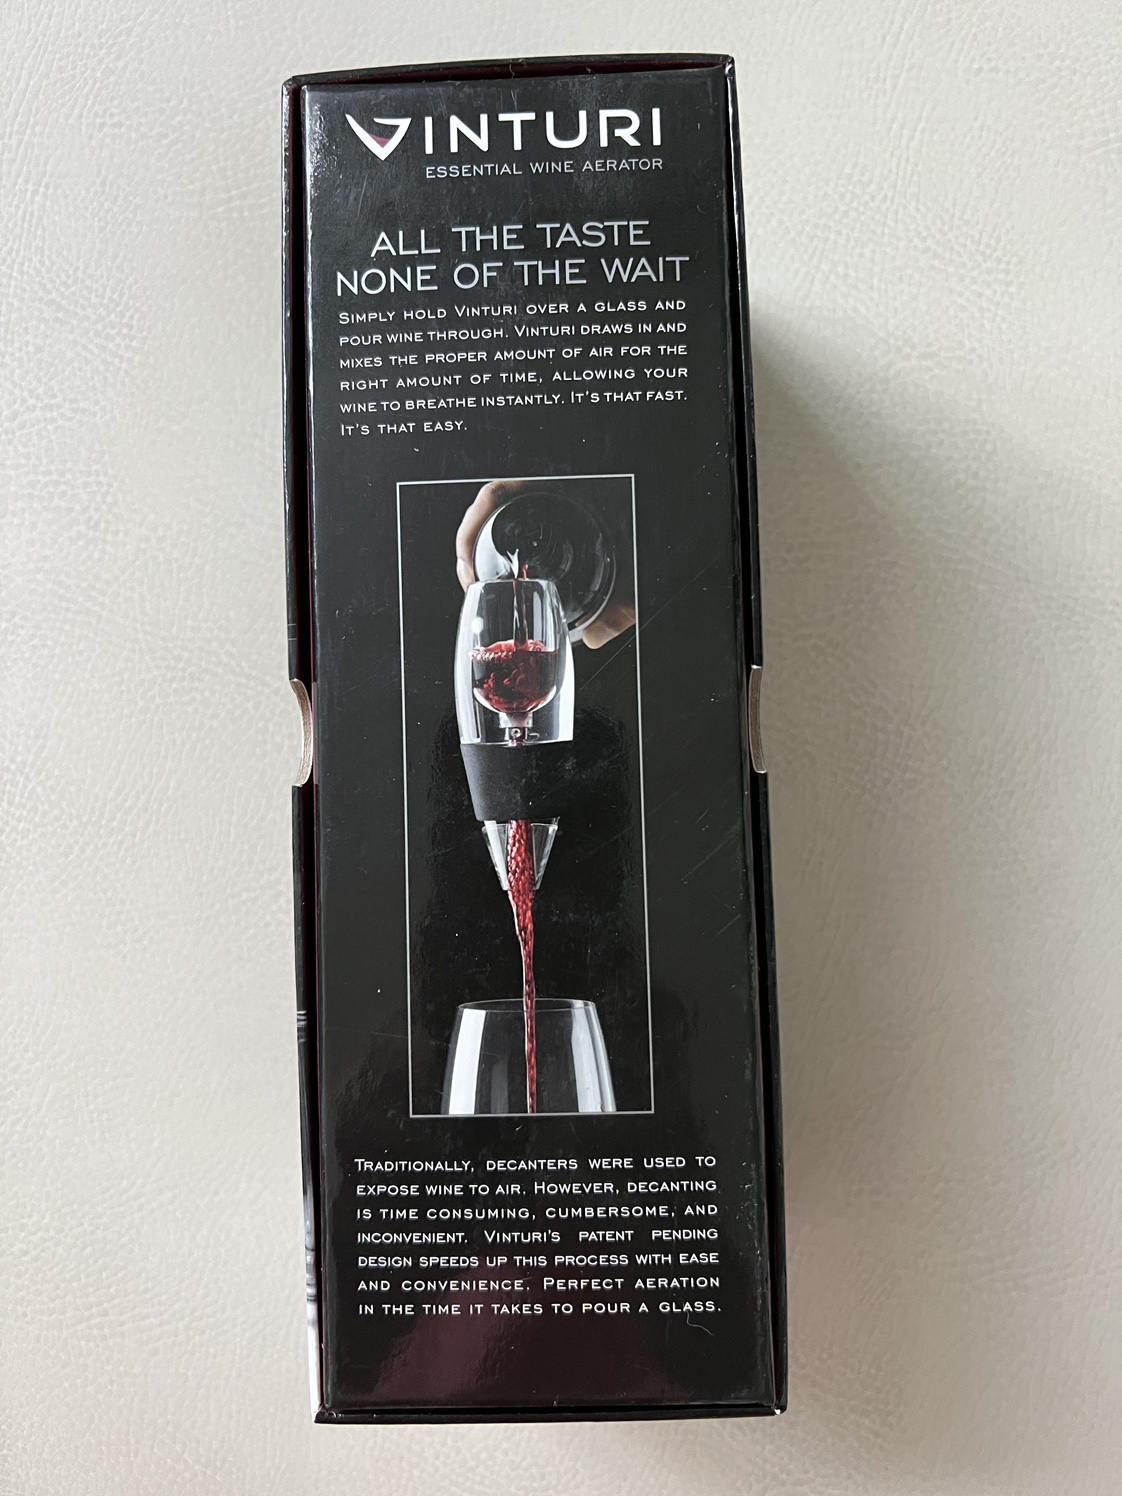 VINTURI
ESSENTIAL WINE AERATOR
ALL THE TASTE
NONE OF THE WAIT
SIMPLY HOLD VINTURI OVER A GLASS AND
POUR WINE THROUGH. VINTURI DRAWS IN AND
MIXES THE PROPER AMOUNT OF AIR FOR THE
RIGHT AMOUNT OF TIME, ALLOWING YOUR
WINE TO BREATHE INSTANTLY. IT'S THAT FAST.
IT'S THAT EASY.
TRADITIONALLY, DECANTERS WERE USED TO
EXPOSE WINE TO AIR. HOWEVER, DECANTING
IS TIME CONSUMING, CUMBERSOME, AND
INCONVENIENT. VINTURI'S PATENT PENDING
DESIGN SPEEDS UP THIS PROCESS WITH EASE
AND CONVENIENCE. PERFECT AERATION
IN THE TIME IT TAKES TO POUR A GLASS.